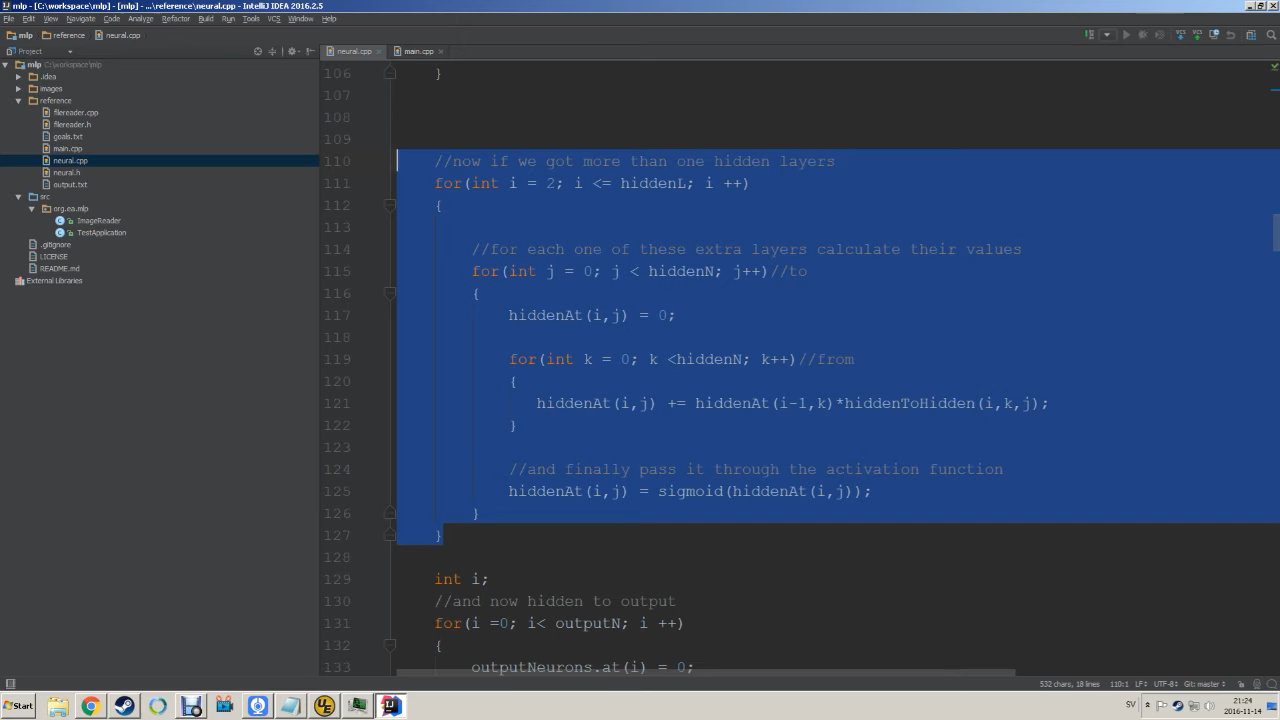 mlp - [C:\workspace\mlp] - [mlp] - ...\reference\neural.cpp - IntelliJ IDEA 2016.2.5
File Edit View Navigate Code Analyze Refactor Build Run Tools VCS Window Help
mlp reference neural.cpp
Project
neural.cpp main.cpp
mlp C:\workspace\mlp
.idea
images
reference
filereader.cpp
filereader.h
goals.txt
main.cpp
neural.cpp
neural.h
output.txt
src
org.ea.mlp
ImageReader
TestApplication
.gitignore
LICENSE
README.md
External Libraries
106 }
107
108
109
110 //now if we got more than one hidden layers
111 for(int i = 2; i <= hiddenL; i ++)
112 {
113
114 //for each one of these extra layers calculate their values
115 for(int j = 0; j < hiddenN; j++)//to
116 {
117 hiddenAt(i,j) = 0;
118
119 for(int k = 0; k <hiddenN; k++)//from
120 {
121 hiddenAt(i,j) += hiddenAt(i-1,k)*hiddenToHidden(i,k,j);
122 }
123
124 //and finally pass it through the activation function
125 hiddenAt(i,j) = sigmoid(hiddenAt(i,j));
126 }
127 }
128
129 int i;
130 //and now hidden to output
131 for(i =0; i< outputN; i ++)
132 {
133 outputNeurons.at(i) = 0;
532 chars, 18 lines 110:1 LF÷ UTF-8÷ Git: master÷
Start
SV
21:24
2016-11-14